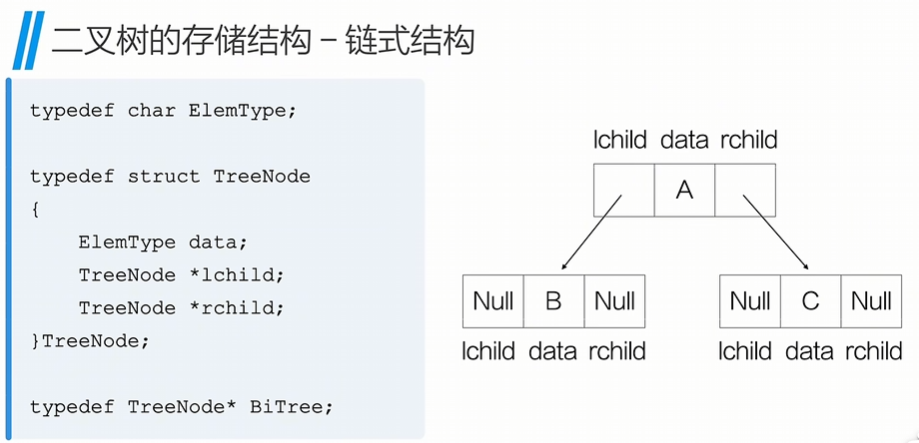 二叉树的存储结构 – 链式结构
typedef char ElemType;
typedef struct TreeNode
{
ElemType data;
TreeNode *lchild;
TreeNode *rchild;
}TreeNode;
typedef TreeNode* BiTree;
lchild data rchild
A
Null B Null
lchild data rchild
Null C Null
lchild data rchild